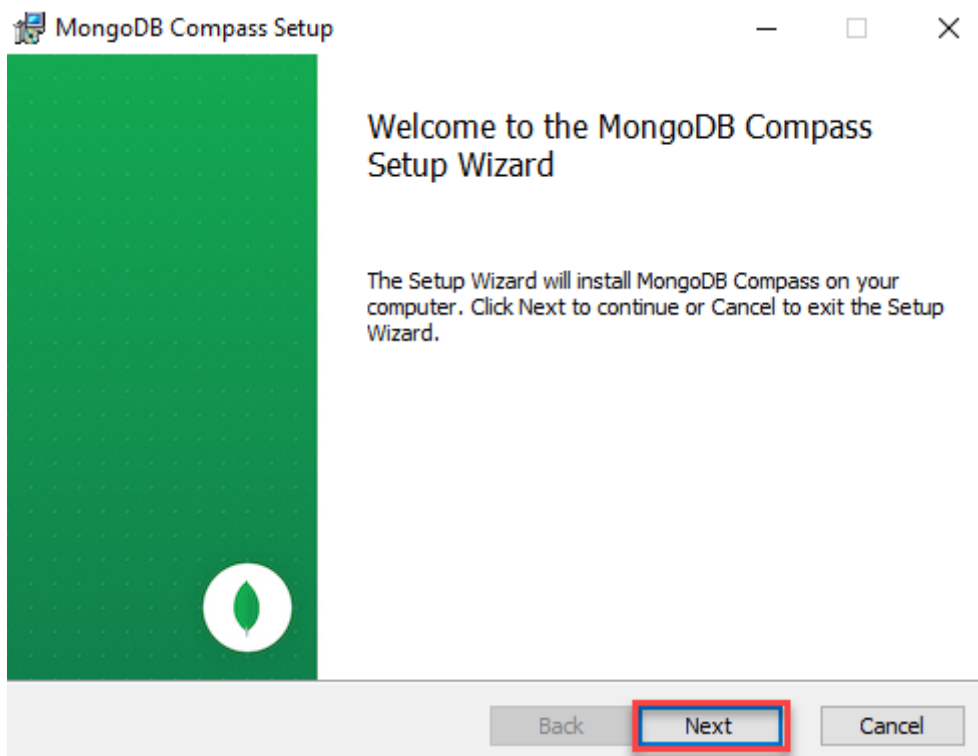 MongoDB Compass Setup
Welcome to the MongoDB Compass
Setup Wizard
The Setup Wizard will install MongoDB Compass on your
computer. Click Next to continue or Cancel to exit the Setup
Wizard.
Back Next Cancel